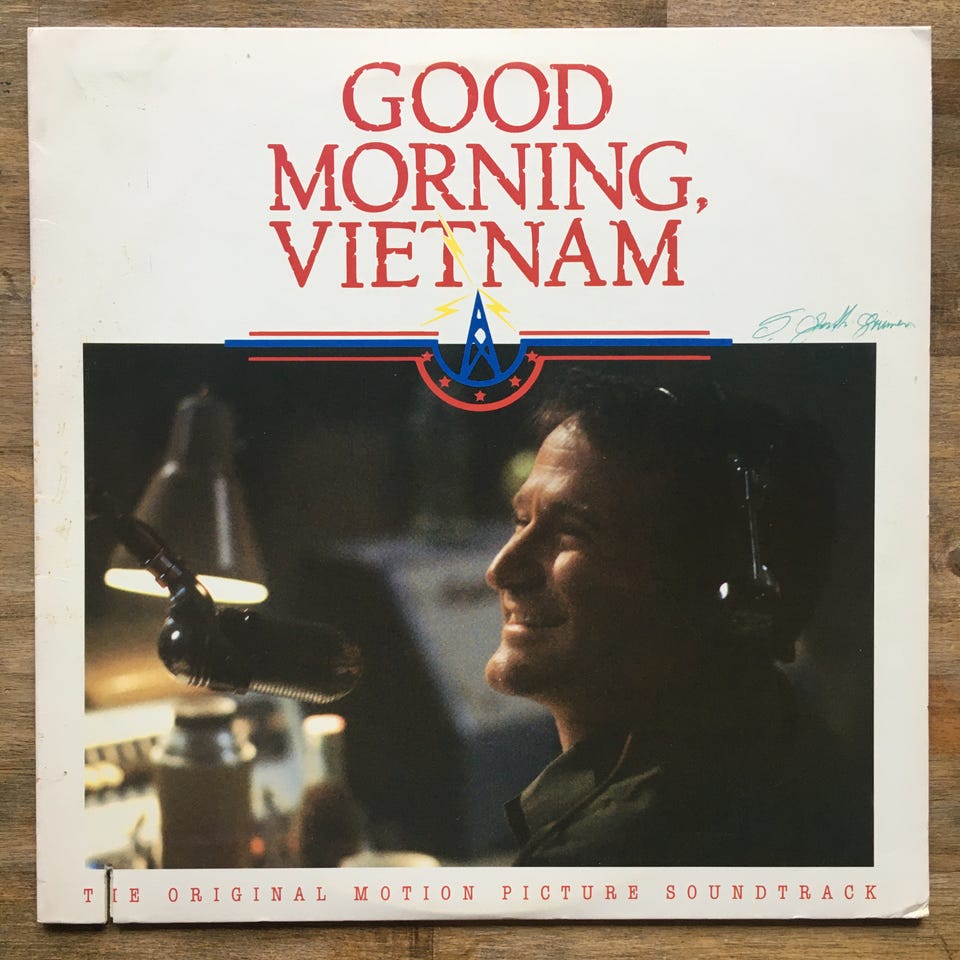 GOOD
MORNING,
VIETNAM
THE ORIGINAL MOTION PICTURE SOUNDTRACK